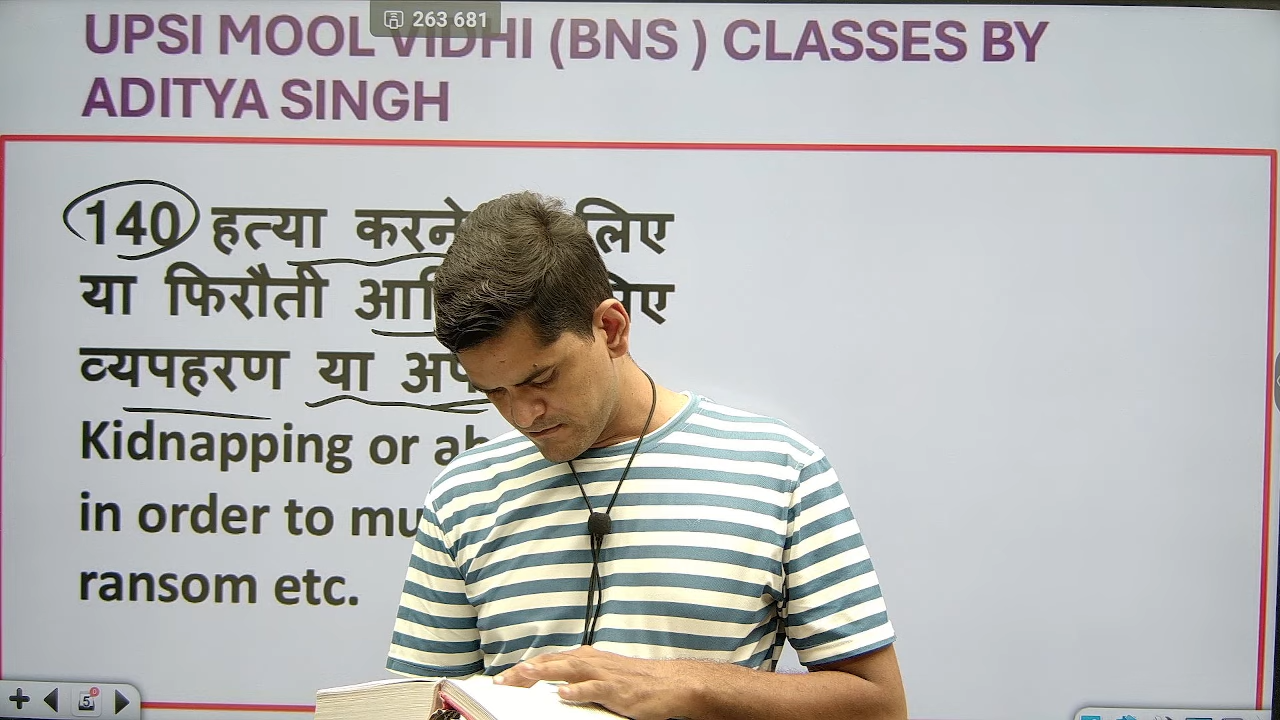 263 681
UPSI MOOL VIDHI (BNS ) CLASSES BY
ADITYA SINGH
140 हत्या करने लिए
या फिरौती
व्यपहरण या
Kidnapping or
in order to
ransom etc.
5